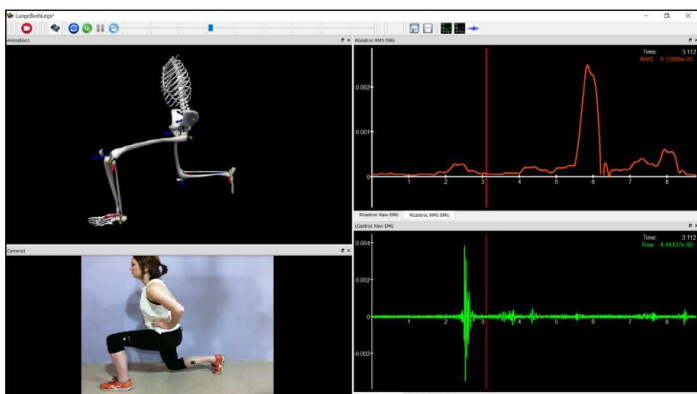 LungeBothLegs*
Animation1
RGastroc RMS EMG
Time: 3.112
0.002
0.001
0
1 2 3 4 5 6 7 8
RGastroc Raw EMG RGastroc RMS EMG
Camera1
LGastroc Raw EMG
Time: 3.112
0.004
0.002
0
-0.002
1 2 3 4 5 6 7 8